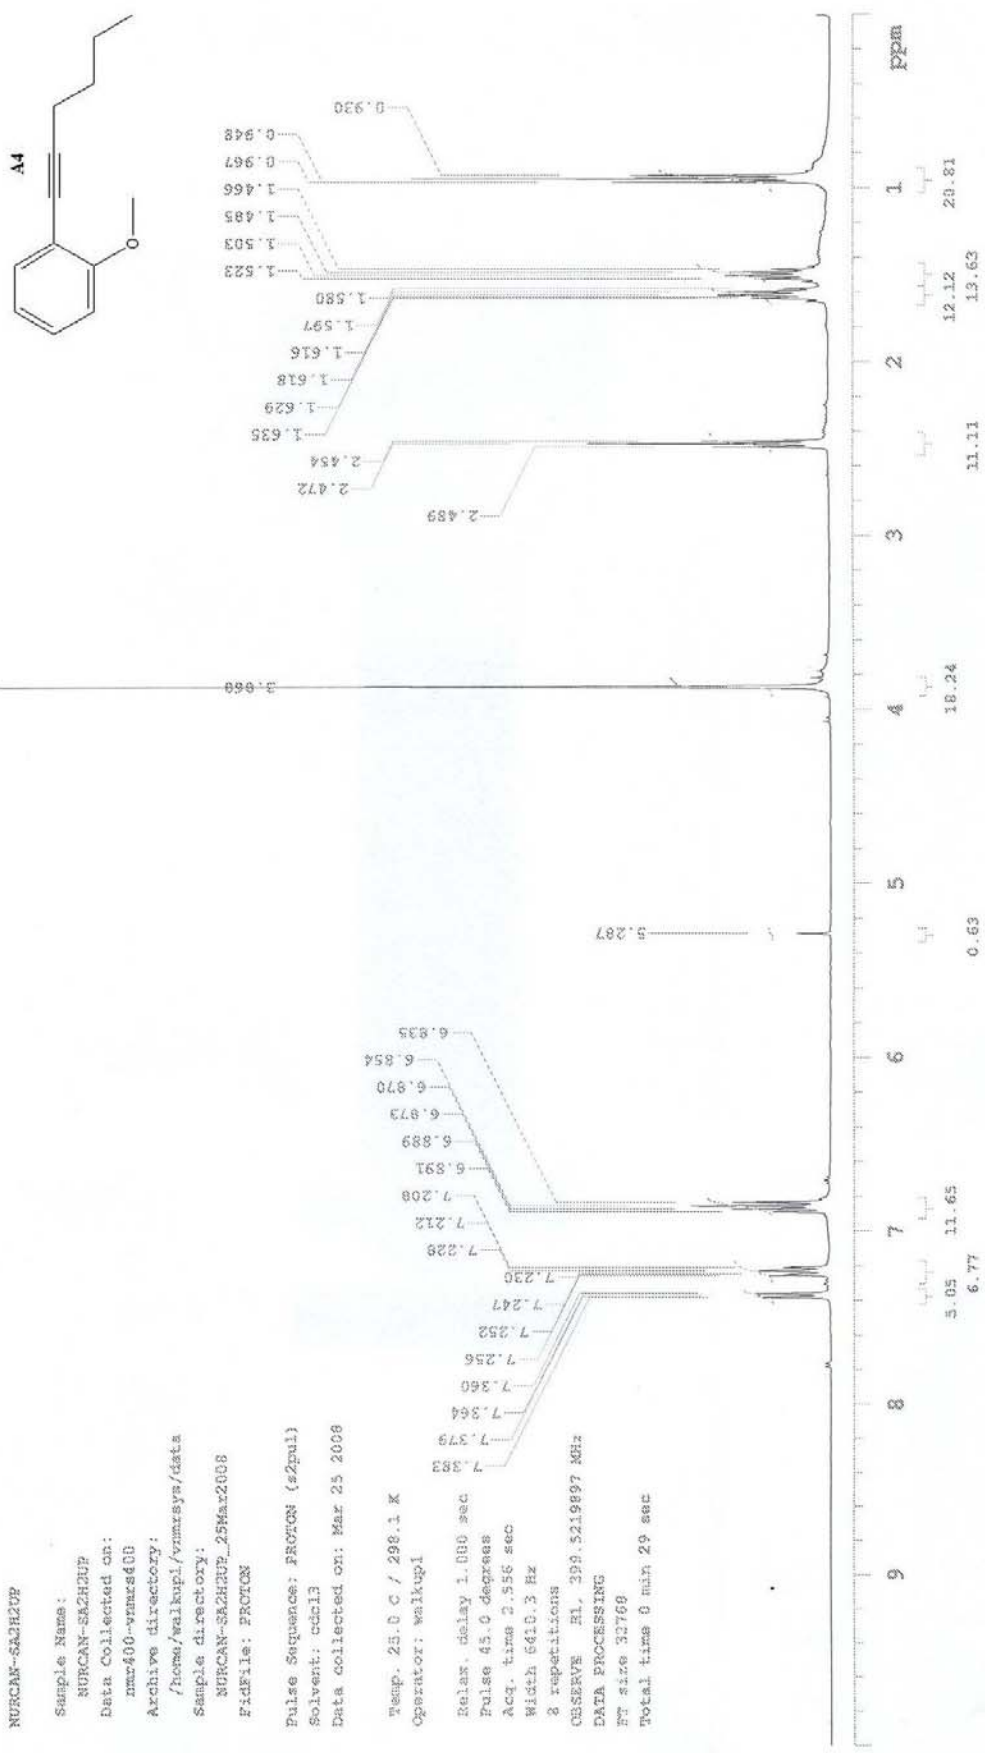 NURCAN-SA2H2UP
Sample Name:
NURCAN-SA2H2UP
Data Collected on:
nmr400-vnmrs400
Archive directory:
/home/walkup1/vnmrsys/data
Sample directory:
NURCAN-SA2H2UP_25Mar2008
FidFile: PROTON
Pulse Sequence: PROTON (s2pul)
Solvent: cdcl3
Data collected on: Mar 25 2008
Temp. 25.0 C / 298.1 K
Operator: walkup1
Relax. delay 1.000 sec
Pulse 45.0 degrees
Acq. time 2.556 sec
Width 6410.3 Hz
8 repetitions
OBSERVE H1, 399.5219897 MHz
DATA PROCESSING
FT size 32768
Total time 0 min 29 sec
A4
O
7.383
7.379
7.364
7.360
7.256
7.252
7.247
7.230
7.228
7.212
7.208
6.891
6.889
6.873
6.870
6.854
6.835
5.287
2.489
2.472
2.454
1.635
1.629
1.618
1.616
1.597
1.580
1.523
1.503
1.485
1.466
0.967
0.948
0.930
9 8 7 6 5 4 3 2 1 ppm
5.05 11.65 12.12 20.81
6.77 0.63 18.24 11.11 13.63